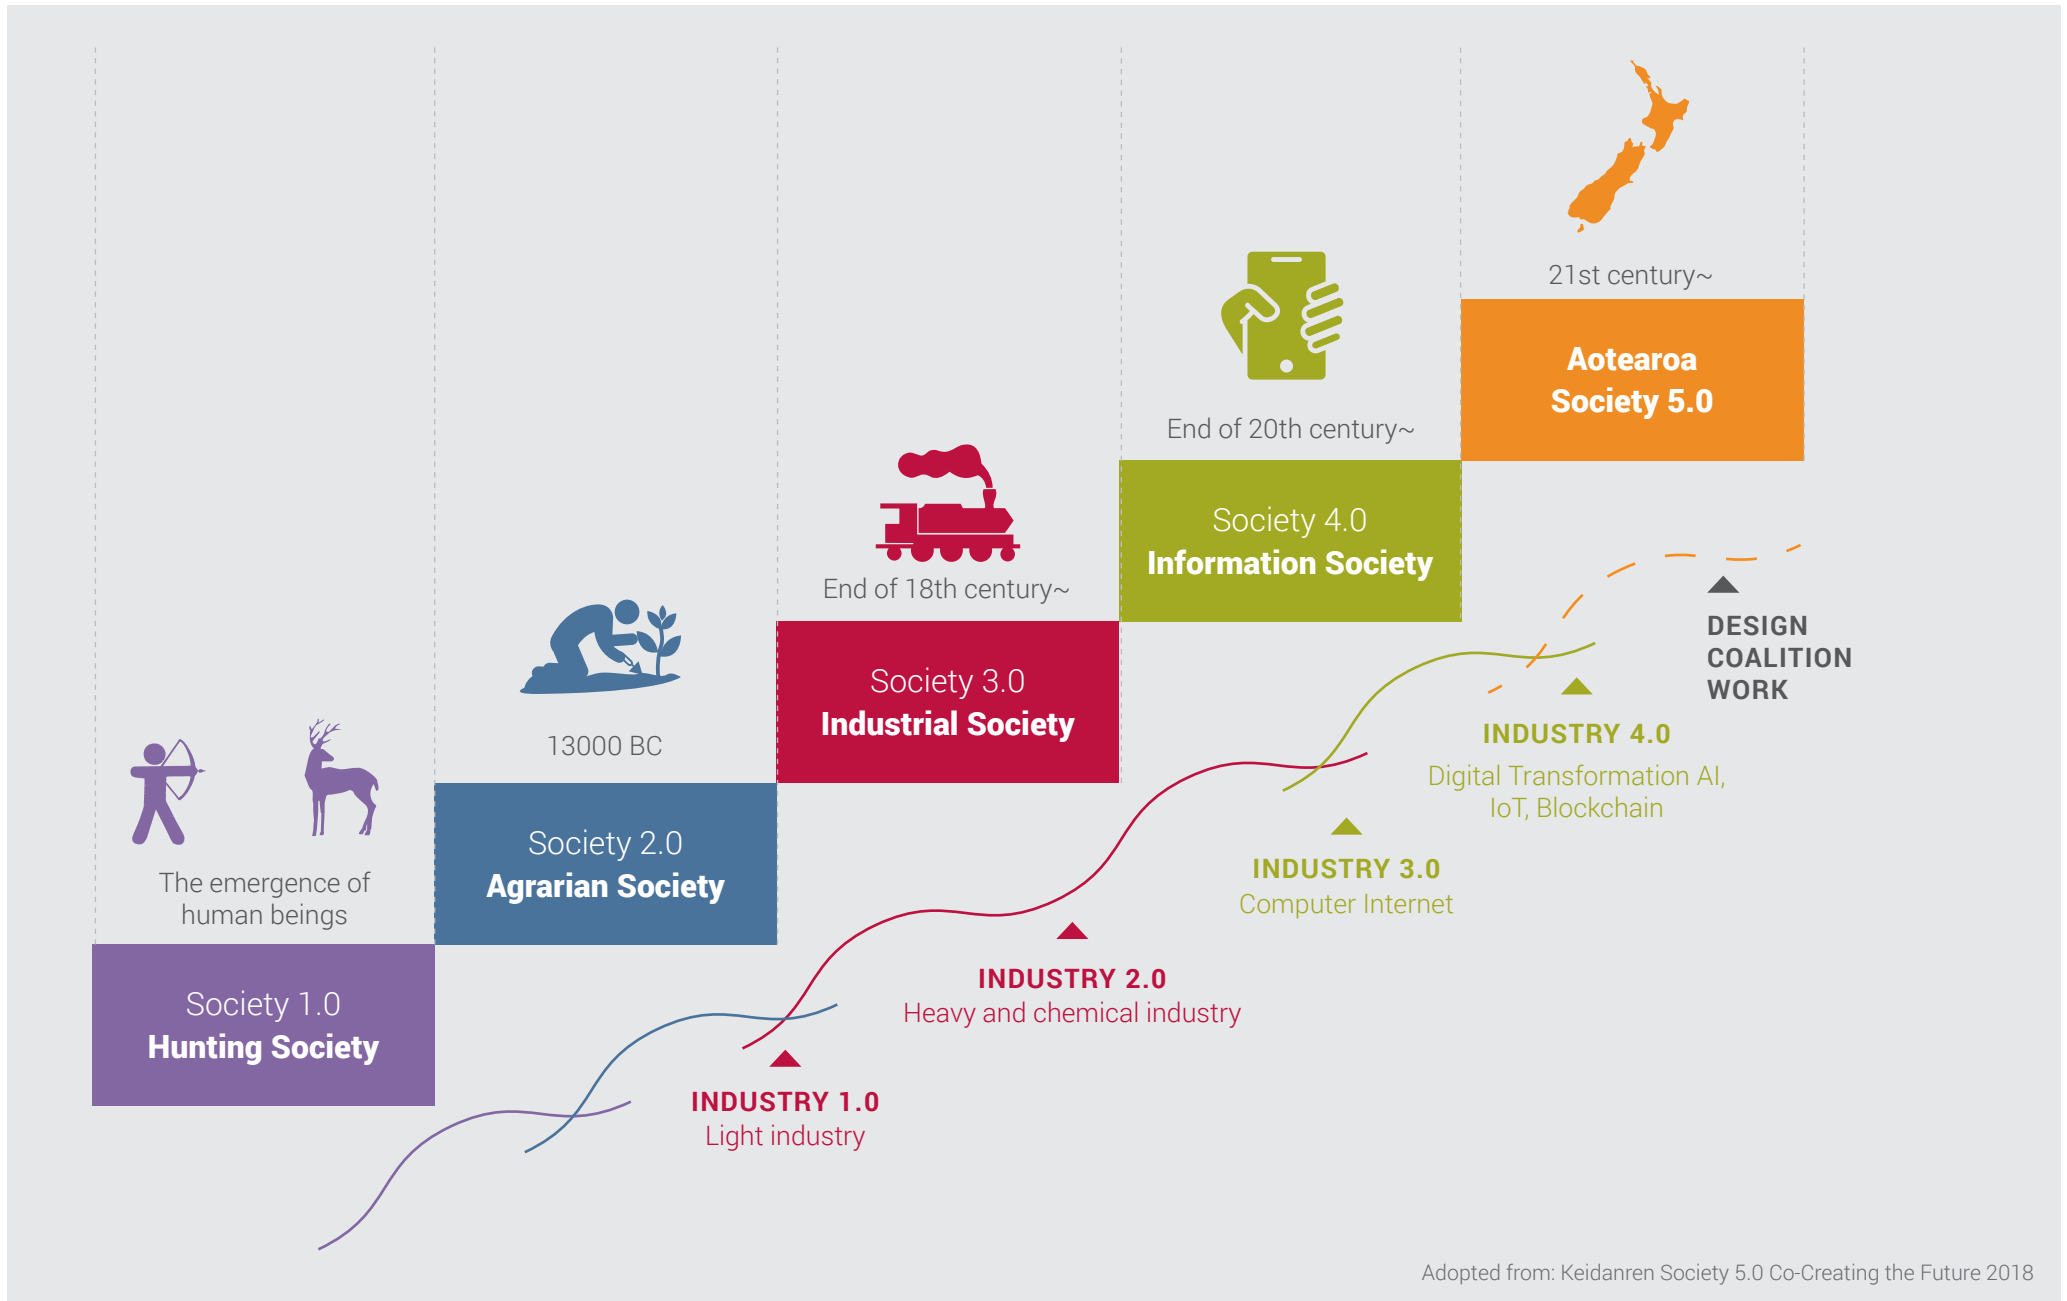 The emergence of
human beings
Society 1.0
Hunting Society
13000 BC
Society 2.0
Agrarian Society
End of 18th century~
Society 3.0
Industrial Society
End of 20th century~
Society 4.0
Information Society
21st century~
Aotearoa
Society 5.0
INDUSTRY 1.0
Light industry
INDUSTRY 2.0
Heavy and chemical industry
INDUSTRY 3.0
Computer Internet
INDUSTRY 4.0
Digital Transformation AI,
IoT, Blockchain
DESIGN
COALITION
WORK
Adopted from: Keidanren Society 5.0 Co-Creating the Future 2018